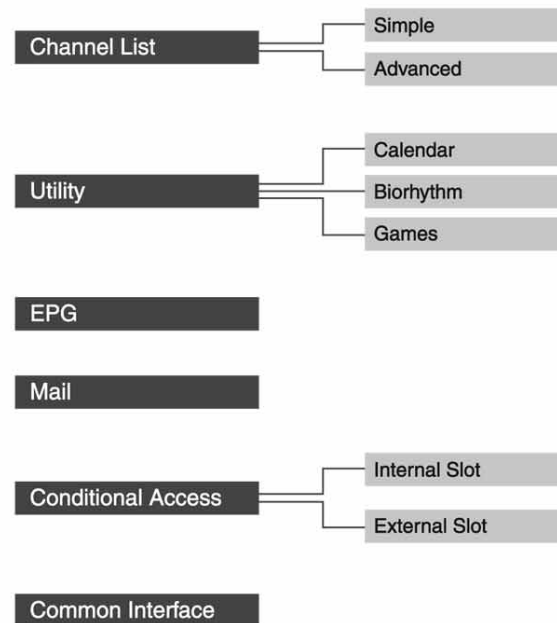 Channel List
Simple
Advanced
Utility
Calendar
Biorhythm
Games
EPG
Mail
Conditional Access
Internal Slot
External Slot
Common Interface